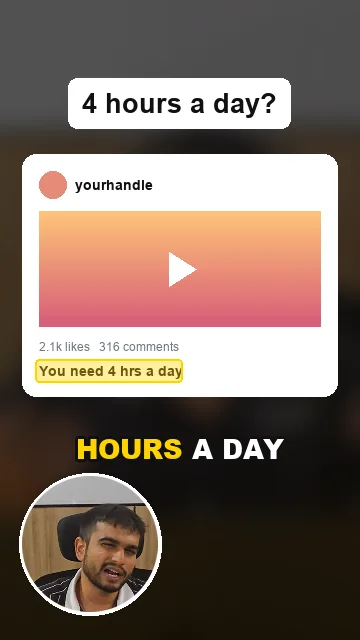 4 hours a day?
yourhandle
2.1k likes 316 comments
You need 4 hrs a day
HOURS A DAY